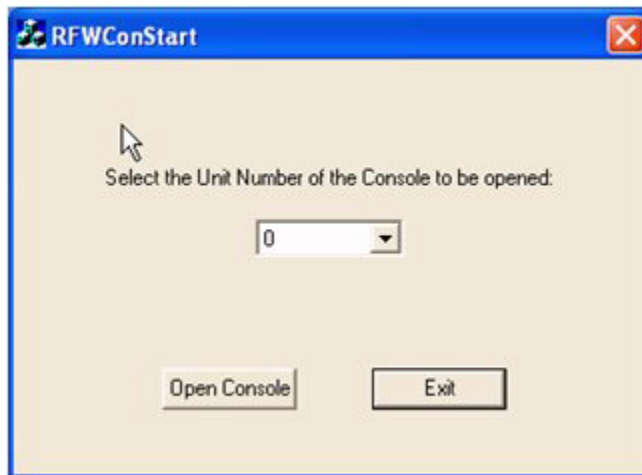 RFWConStart
Select the Unit Number of the Console to be opened:
0
Open Console
Exit